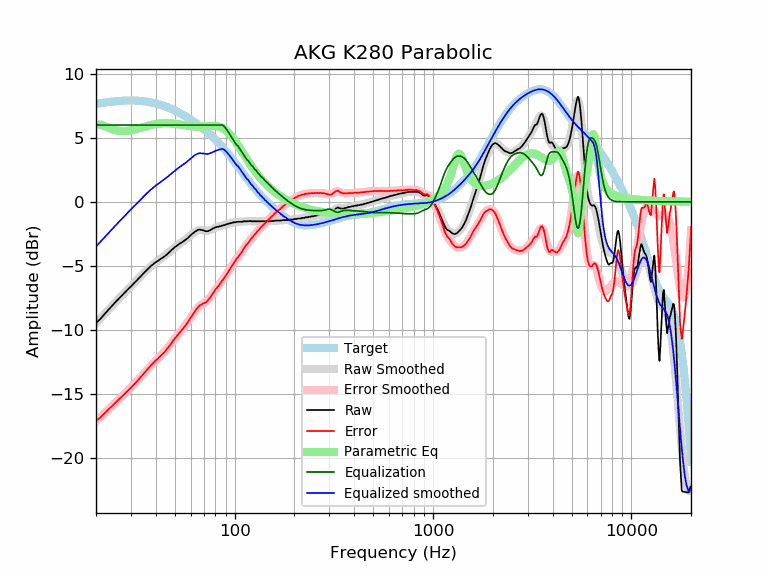 AKG K280 Parabolic
10
5
0
−5
−10
−15
−20
Amplitude (dBr)
Target
Raw Smoothed
Error Smoothed
Raw
Error
Parametric Eq
Equalization
Equalized smoothed
100
1000
10000
Frequency (Hz)